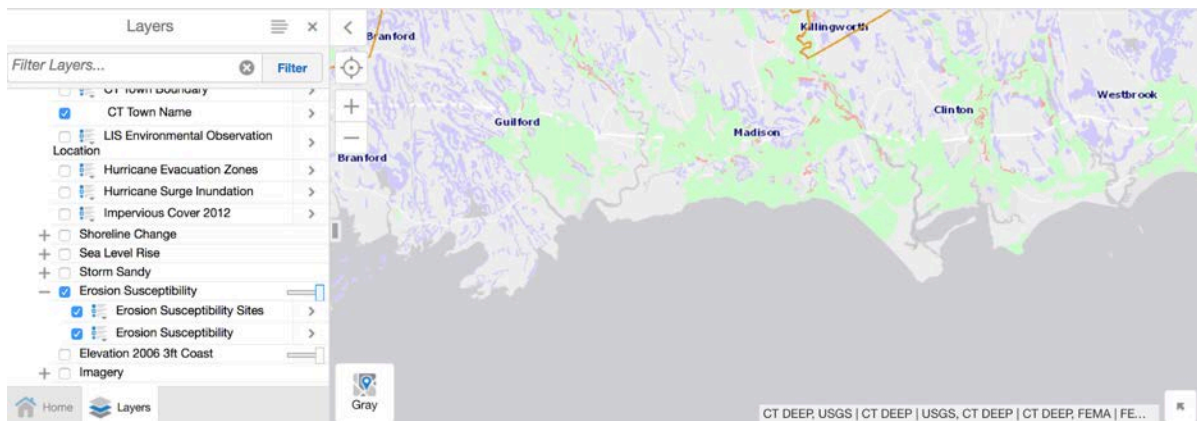 Layers
Filter Layers...
Filter
CT Town Boundary
CT Town Name
LIS Environmental Observation
Location
Hurricane Evacuation Zones
Hurricane Surge Inundation
Impervious Cover 2012
Shoreline Change
Sea Level Rise
Storm Sandy
Erosion Susceptibility
Erosion Susceptibility Sites
Erosion Susceptibility
Elevation 2006 3ft Coast
Imagery
Home
Layers
Branford
Killingworth
Westbrook
Clinton
Guilford
Madison
Branford
Gray
CT DEEP, USGS | CT DEEP | USGS, CT DEEP | CT DEEP, FEMA | FE...